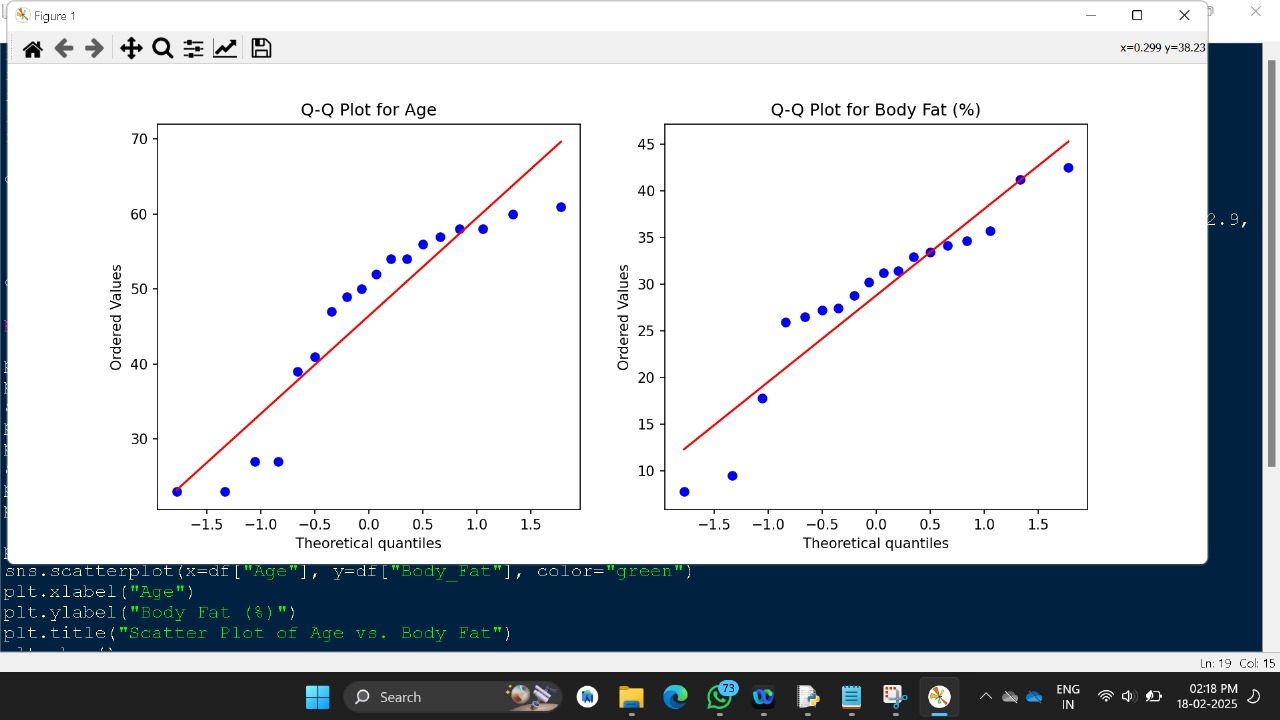 Figure 1
x=0.299 y=38.23
Q-Q Plot for Age
Q-Q Plot for Body Fat (%)
70
60
50
40
30
Ordered Values
−1.5 −1.0 −0.5 0.0 0.5 1.0 1.5
Theoretical quantiles
45
40
35
30
25
20
15
10
Ordered Values
−1.5 −1.0 −0.5 0.0 0.5 1.0 1.5
Theoretical quantiles
2.9,
sns.scatterplot(x=df["Age"], y=df["Body_Fat"], color="green")
plt.xlabel("Age")
plt.ylabel("Body Fat (%)")
plt.title("Scatter Plot of Age vs. Body Fat")
Ln: 19 Col: 15
Search
73
ENG
IN
02:18 PM
18-02-2025